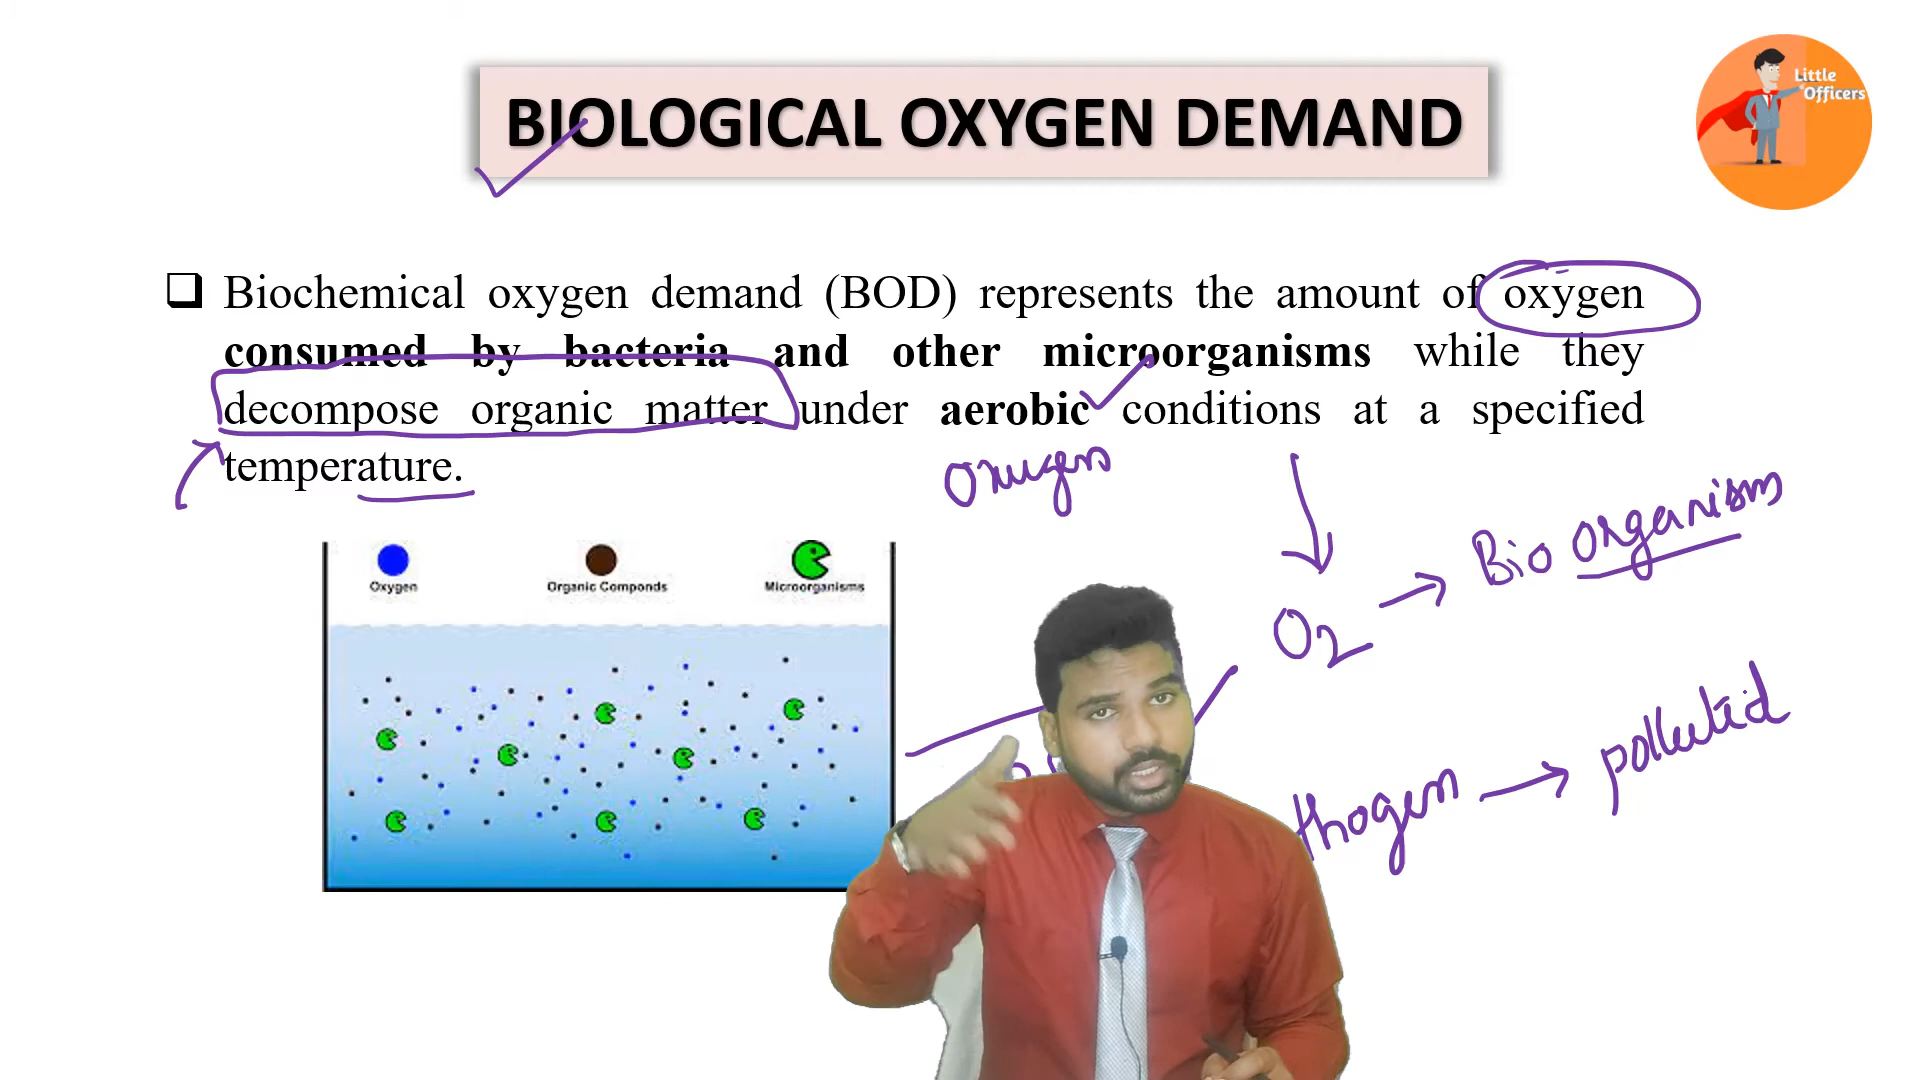 Little
Officers
BIOLOGICAL OXYGEN DEMAND
Biochemical oxygen demand (BOD) represents the amount of oxygen
consumed by bacteria and other microorganisms while they
decompose organic matter under aerobic conditions at a specified
temperature.
Oxugen
Bio organism
O2
Oxygen Organic Componds Microorganisms
thogen → polluted